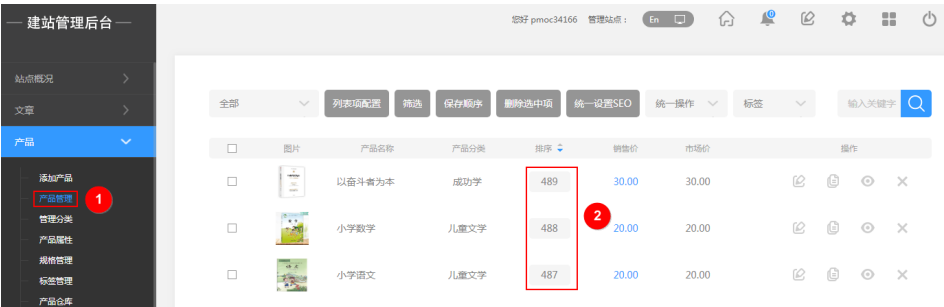 — 建站管理后台 —
您好 pmoc34166 管理站点： En
站点概况
文章
产品
添加产品
产品管理 1
管理分类
产品属性
规格管理
标签管理
产品仓库
全部 列表项配置 筛选 保存顺序 删除选中项 统一设置SEO 统一操作 标签 输入关键字
图片 产品名称 产品分类 排序 销售价 市场价 操作
以奋斗者为本 成功学 489 30.00 30.00
2
小学数学 儿童文学 488 20.00 20.00
小学语文 儿童文学 487 20.00 20.00